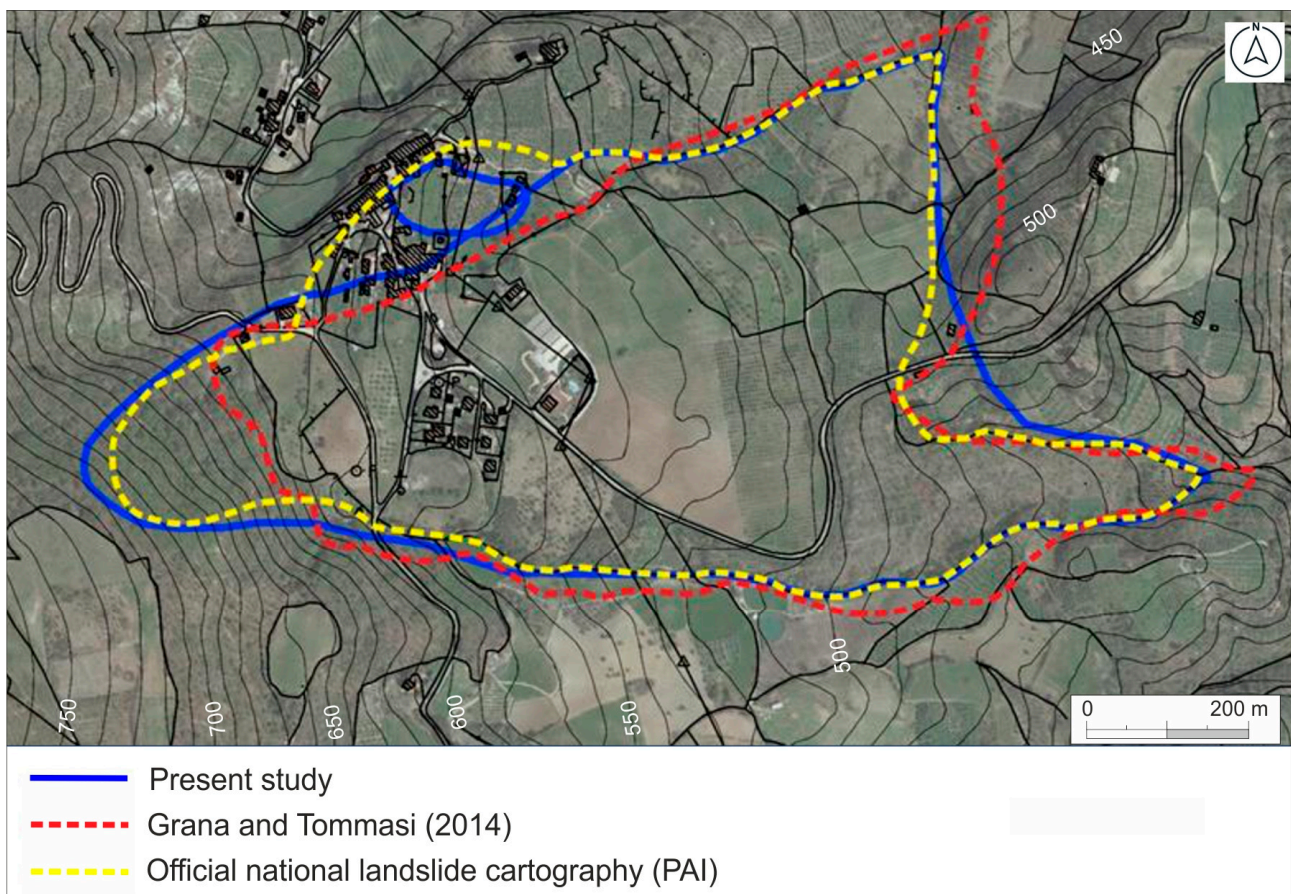 N
450
500
500
750
700
650
600
550
0 200 m
Present study
Grana and Tommasi (2014)
Official national landslide cartography (PAI)